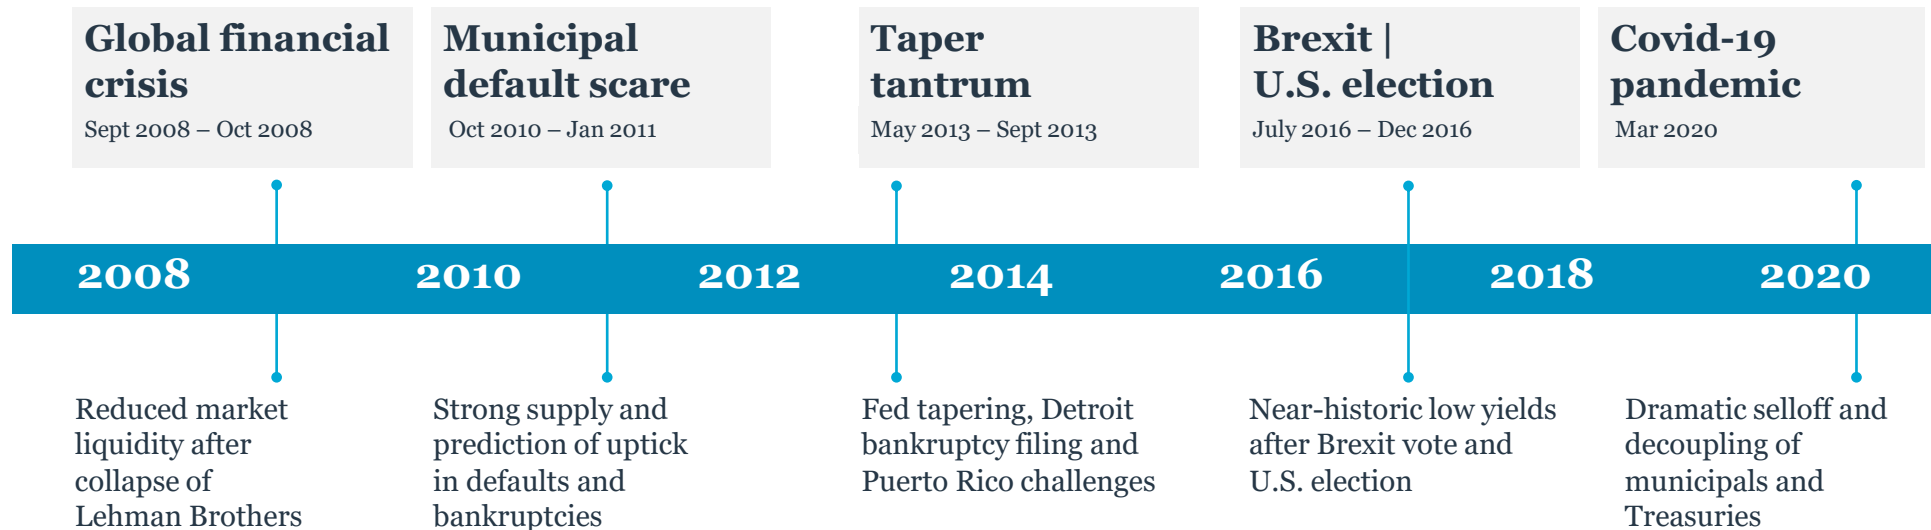 Global financial
crisis
Sept 2008 – Oct 2008
Municipal
default scare
Oct 2010 – Jan 2011
Taper
tantrum
May 2013 – Sept 2013
Brexit |
U.S. election
July 2016 – Dec 2016
Covid-19
pandemic
Mar 2020
2008
2010
2012
2014
2016
2018
2020
Reduced market
liquidity after
collapse of
Lehman Brothers
Strong supply and
prediction of uptick
in defaults and
bankruptcies
Fed tapering, Detroit
bankruptcy filing and
Puerto Rico challenges
Near-historic low yields
after Brexit vote and
U.S. election
Dramatic selloff and
decoupling of
municipals and
Treasuries